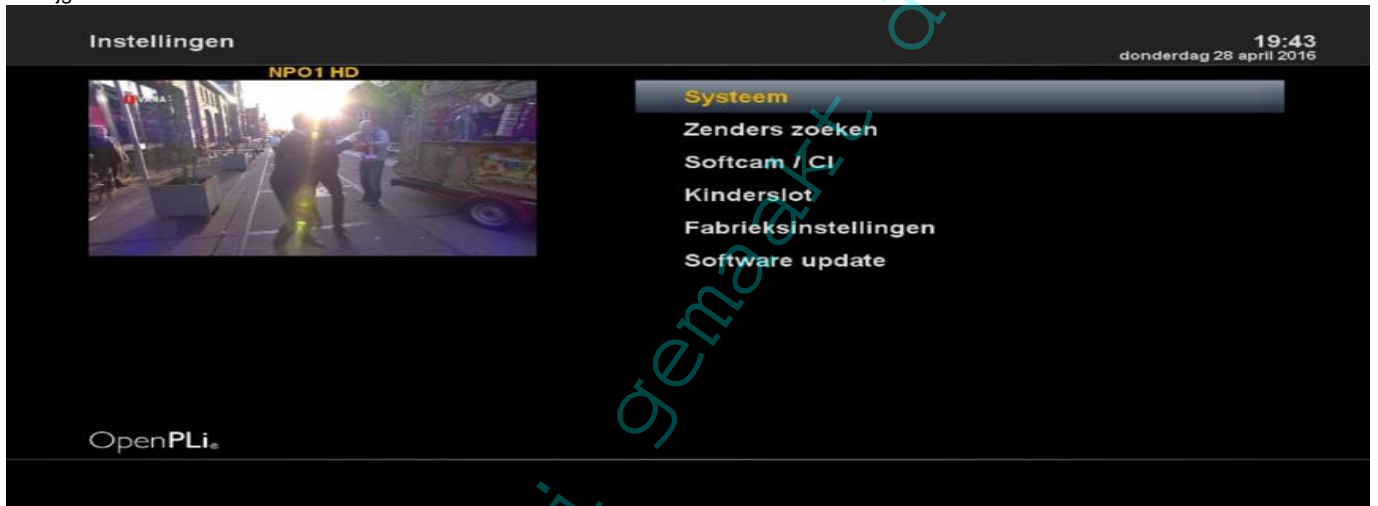 Instellingen
19:43
donderdag 28 april 2016
NPO1 HD
Systeem
Zenders zoeken
Softcam / CI
Kinderslot
Fabrieksinstellingen
Software update
OpenPLi®
gemaakt